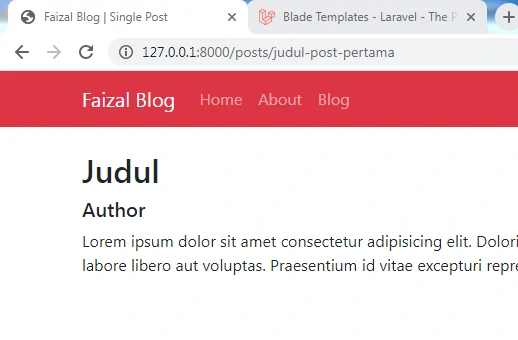 Faizal Blog | Single Post
Blade Templates - Laravel - The P
127.0.0.1:8000/posts/judul-post-pertama
Faizal Blog Home About Blog
Judul
Author
Lorem ipsum dolor sit amet consectetur adipisicing elit. Dolori
labore libero aut voluptas. Praesentium id vitae excepturi repre